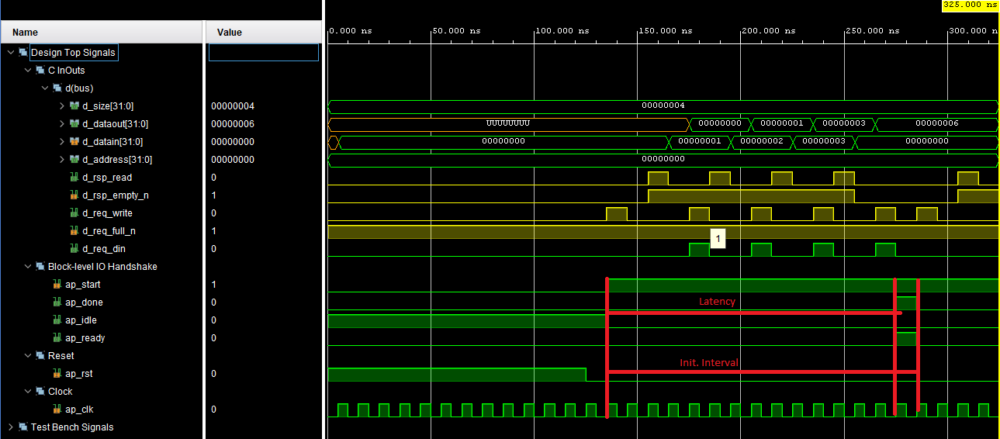 325.000 ns
Name Value
0.000 ns 50.000 ns 100.000 ns 150.000 ns 200.000 ns 250.000 ns 300.000 n
Design Top Signals
C InOuts
d(bus)
d_size[31:0] 00000004 00000004
d_dataout[31:0] 00000006 UUUUUUUU 00000000 00000001 00000003 00000006
d_datain[31:0] 00000000 00000000 00000001 00000002 00000003 00000000
d_address[31:0] 00000000 00000000
d_rsp_read 0
d_rsp_empty_n 1
d_req_write 0
d_req_full_n 1 1
d_req_din 0
Block-level IO Handshake
ap_start 1
ap_done 0 Latency
ap_idle 0
ap_ready 0
Reset Init. Interval
ap_rst 0
Clock
ap_clk 0
Test Bench Signals